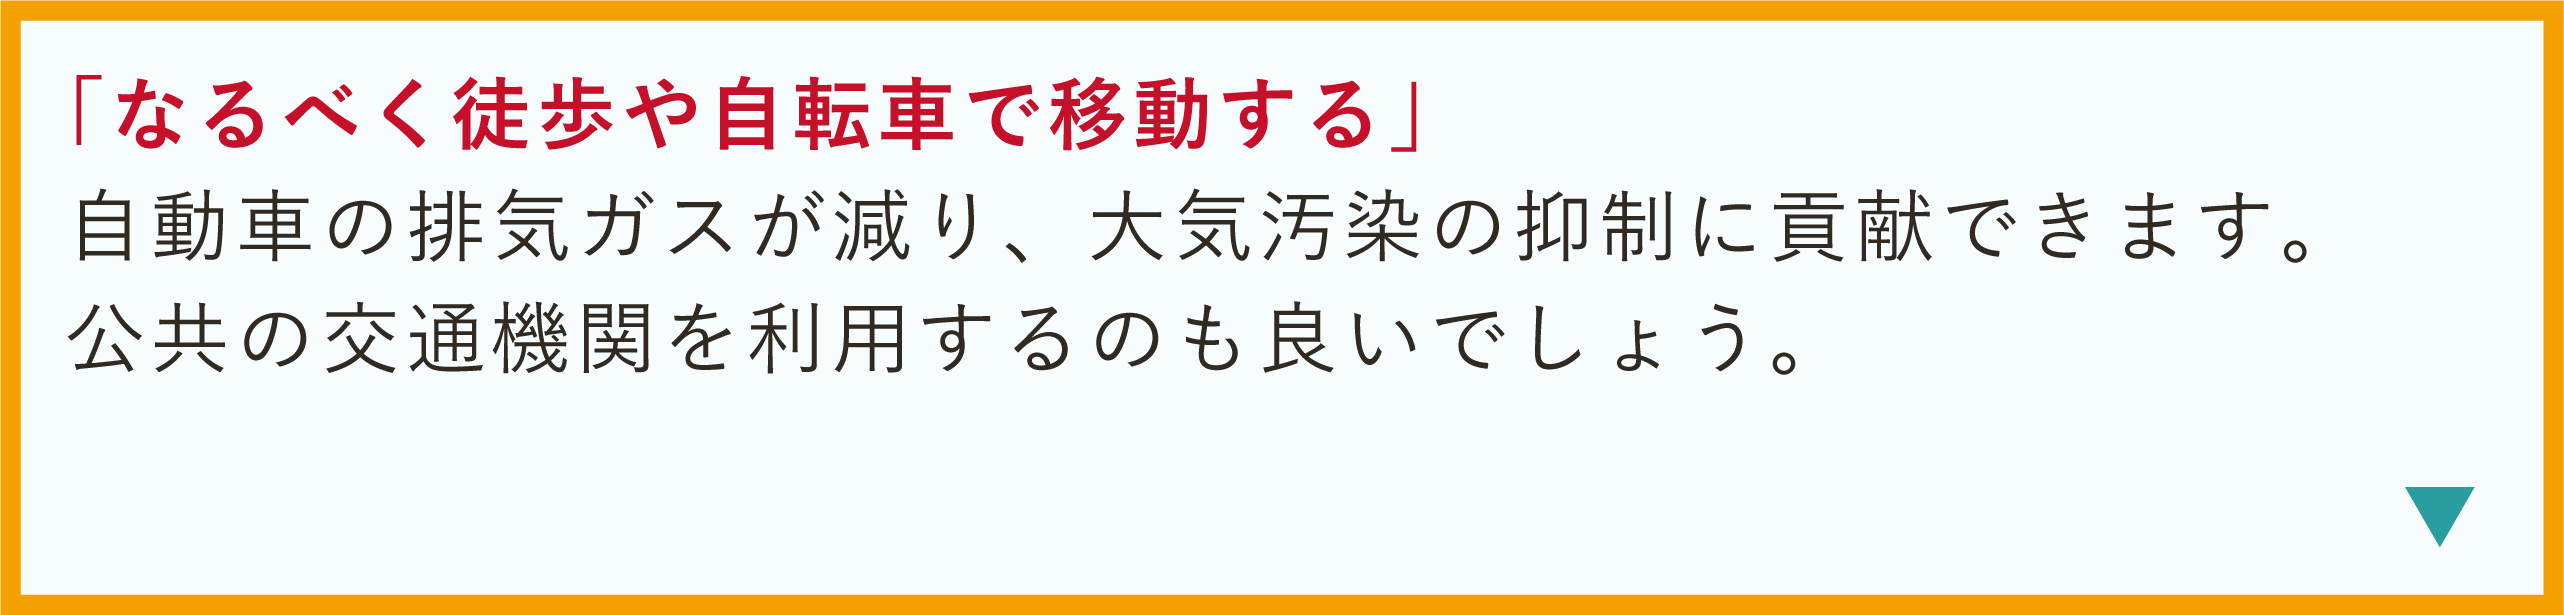 「なるべく徒歩や自転車で移動する」
自動車の排気ガスが減り、大気汚染の抑制に貢献できます。
公共の交通機関を利用するのも良いでしょう。